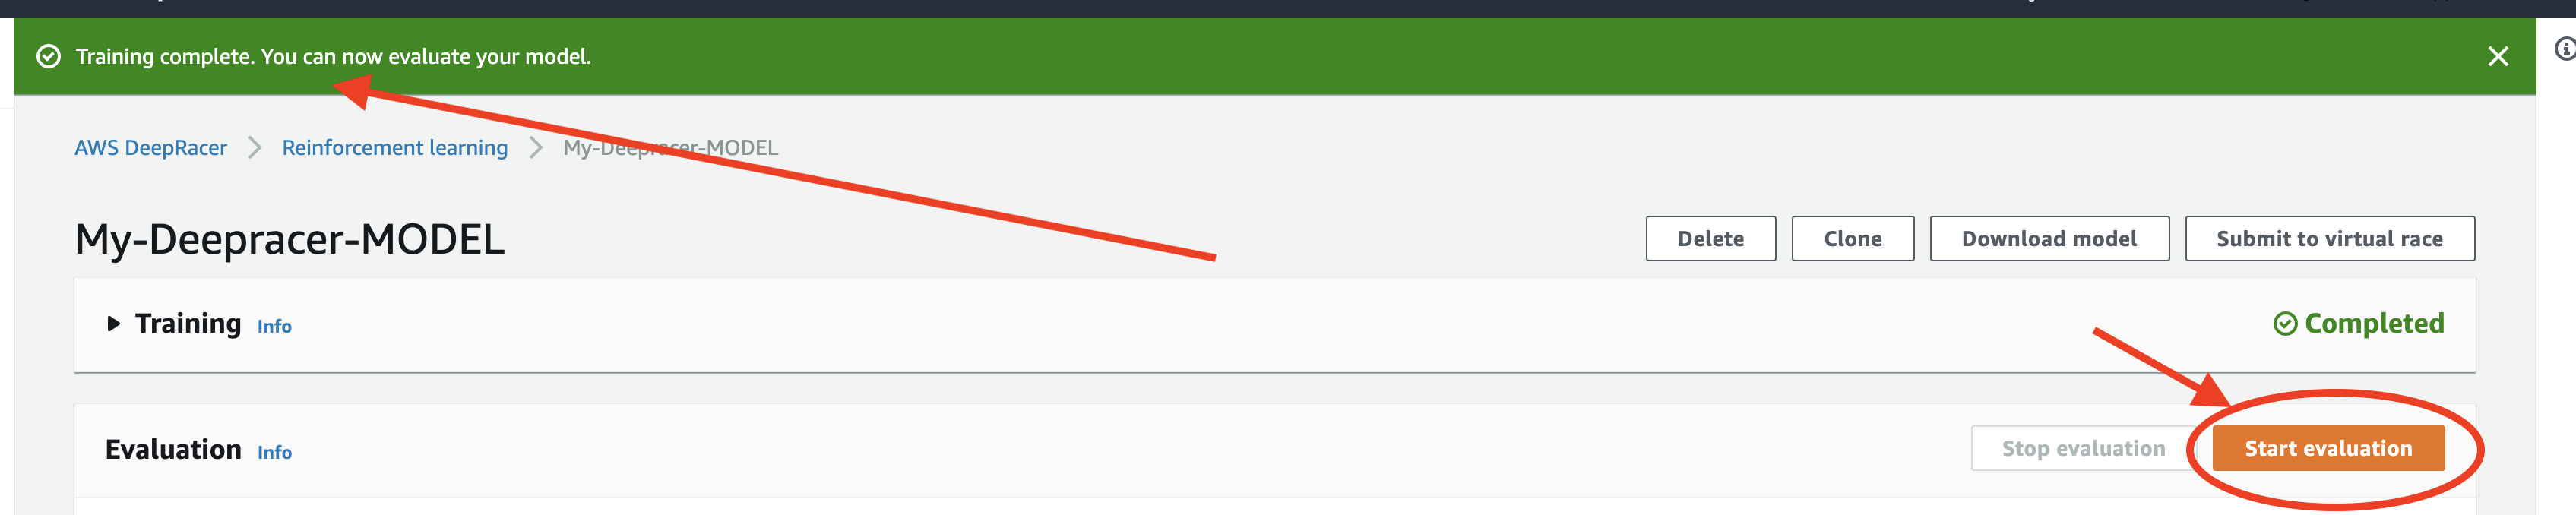 Training complete. You can now evaluate your model.
AWS DeepRacer > Reinforcement learning > My-Deepracer-MODEL
My-Deepracer-MODEL
Delete
Clone
Download model
Submit to virtual race
Training Info
Completed
Evaluation Info
Stop evaluation
Start evaluation